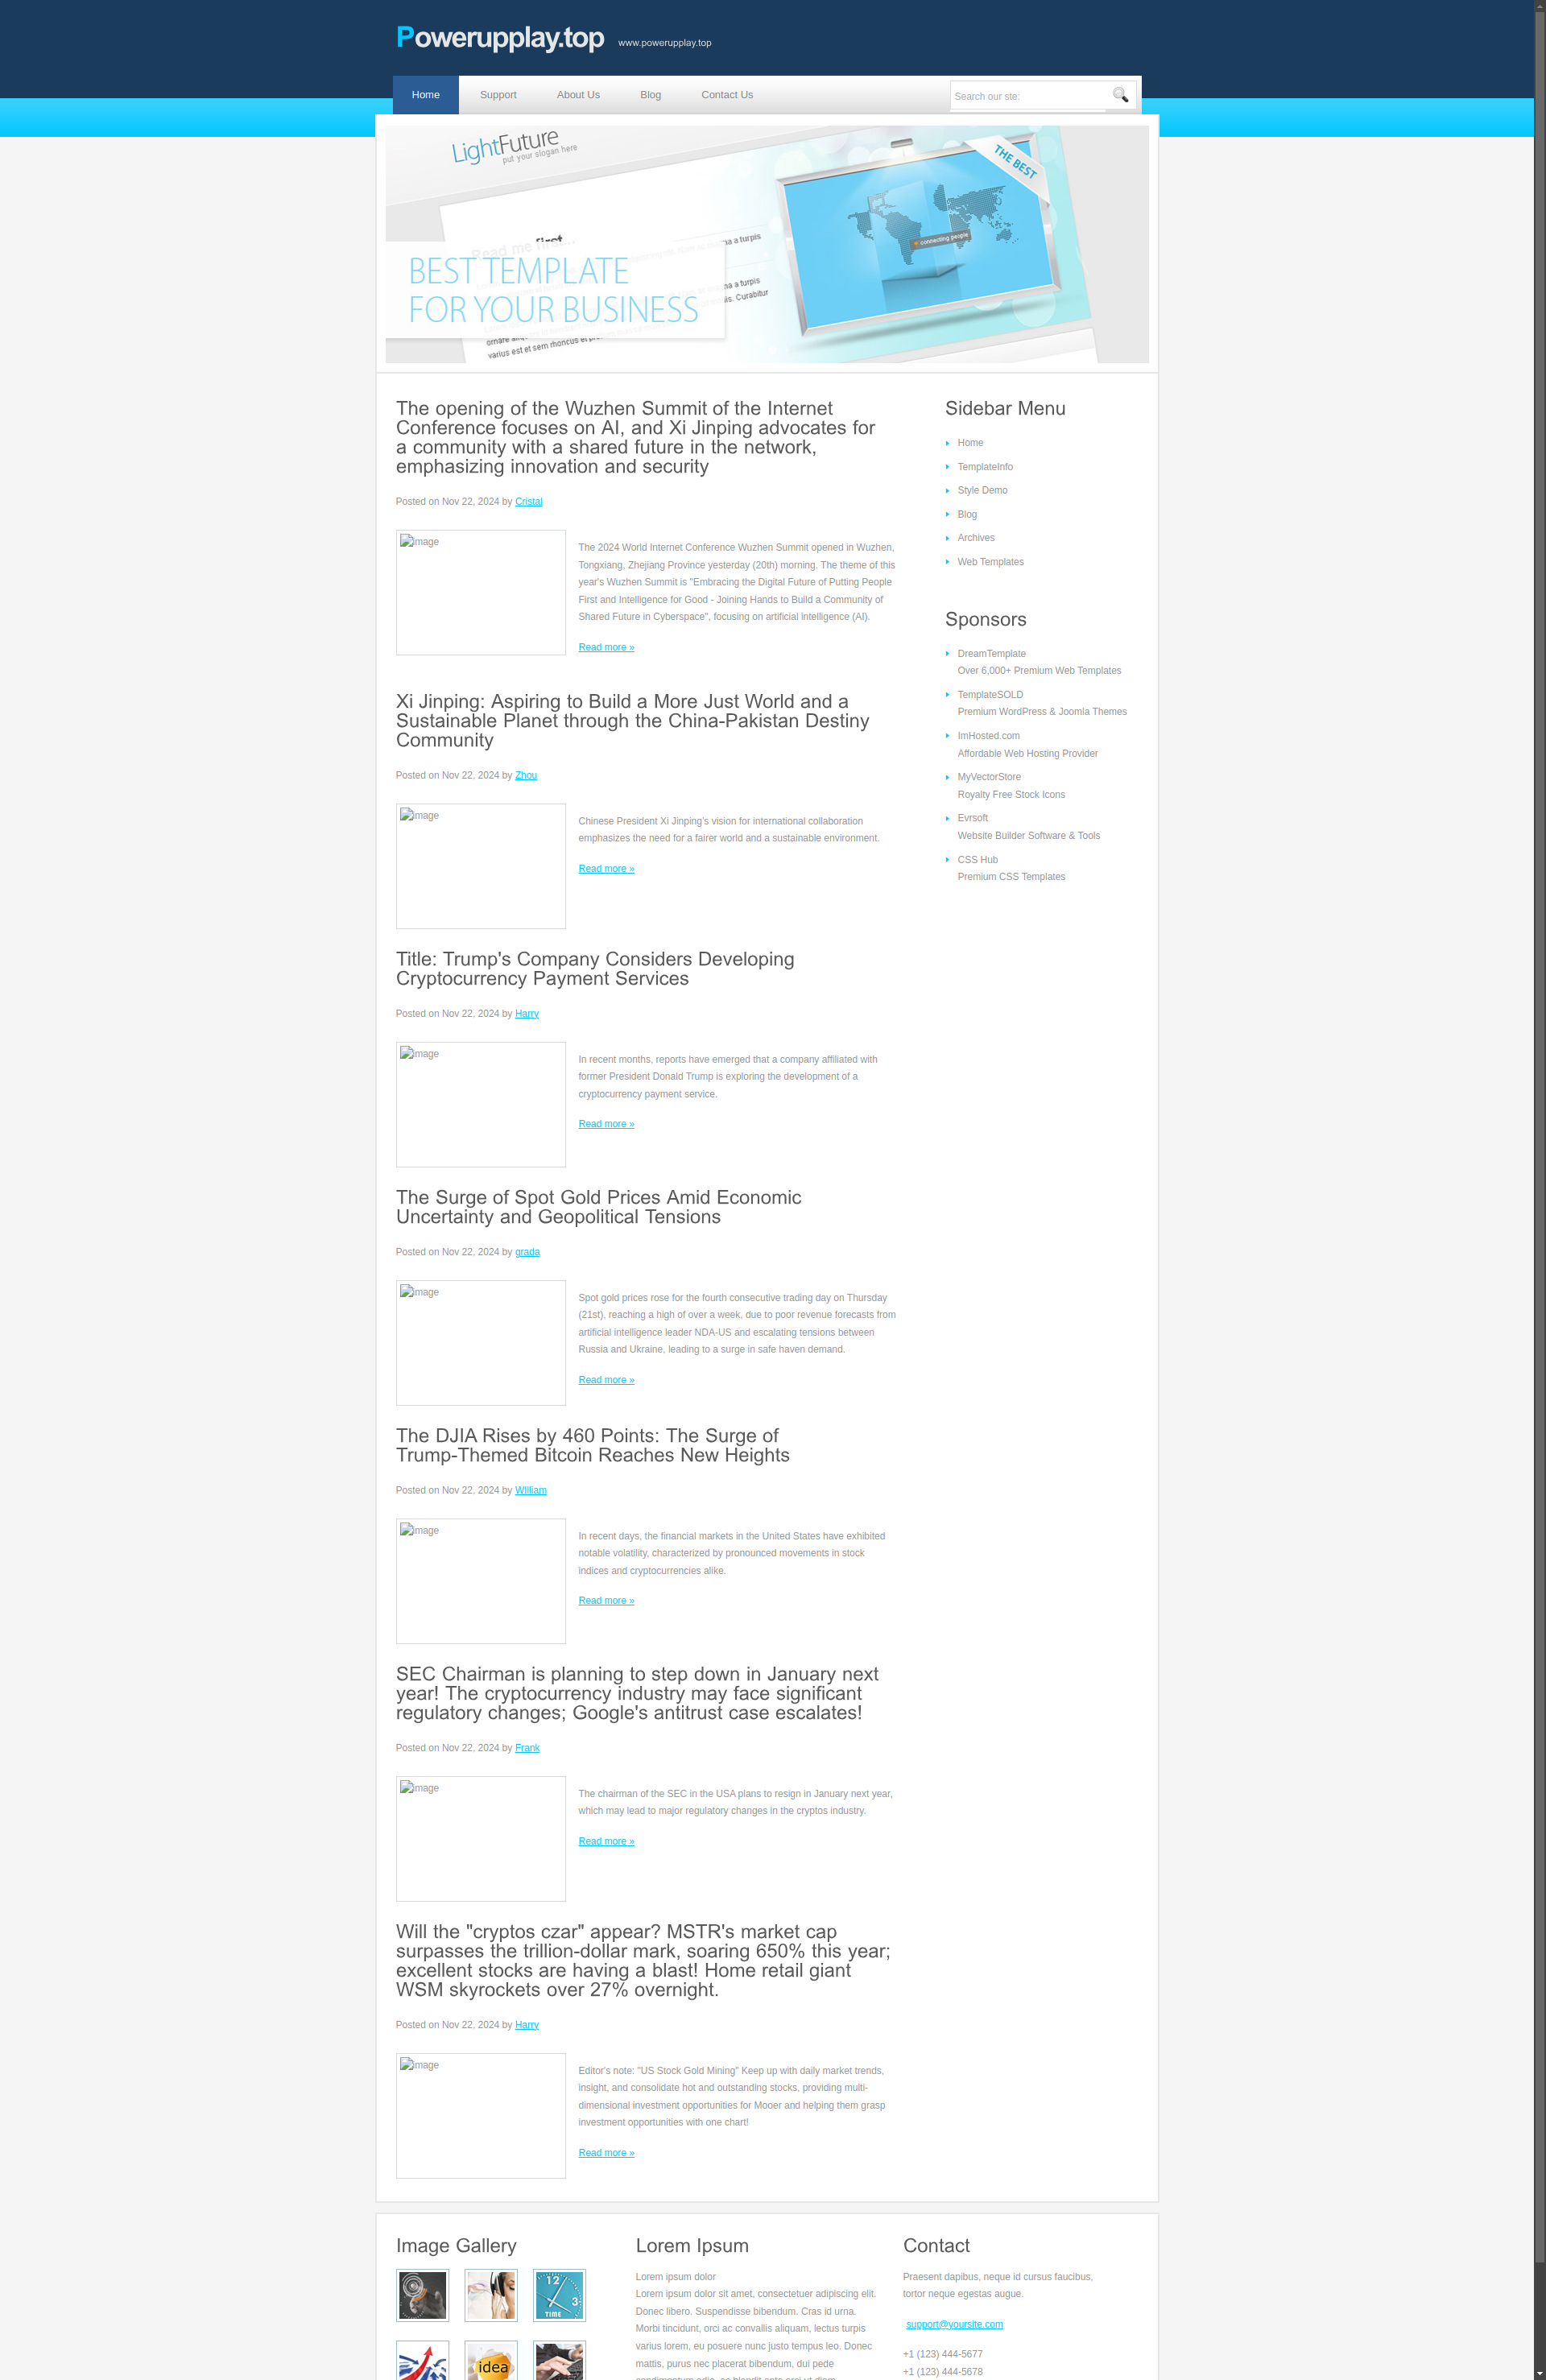 Powerupplay.top www.powerupplay.top
Home Support About Us Blog Contact Us Search our ste:
LightFuture
put your slogan here
THE BEST
connecting people
Read me first...
BEST TEMPLATE
FOR YOUR BUSINESS
varius est et sem rhoncus et
The opening of the Wuzhen Summit of the Internet
Conference focuses on AI, and Xi Jinping advocates for
a community with a shared future in the network,
emphasizing innovation and security
Posted on Nov 22, 2024 by Cristal
image
The 2024 World Internet Conference Wuzhen Summit opened in Wuzhen,
Tongxiang, Zhejiang Province yesterday (20th) morning. The theme of this
year's Wuzhen Summit is "Embracing the Digital Future of Putting People
First and Intelligence for Good - Joining Hands to Build a Community of
Shared Future in Cyberspace", focusing on artificial intelligence (AI).
Read more »
Xi Jinping: Aspiring to Build a More Just World and a
Sustainable Planet through the China-Pakistan Destiny
Community
Posted on Nov 22, 2024 by Zhou
image
Chinese President Xi Jinping’s vision for international collaboration
emphasizes the need for a fairer world and a sustainable environment.
Read more »
Title: Trump's Company Considers Developing
Cryptocurrency Payment Services
Posted on Nov 22, 2024 by Harry
image
In recent months, reports have emerged that a company affiliated with
former President Donald Trump is exploring the development of a
cryptocurrency payment service.
Read more »
The Surge of Spot Gold Prices Amid Economic
Uncertainty and Geopolitical Tensions
Posted on Nov 22, 2024 by grada
image
Spot gold prices rose for the fourth consecutive trading day on Thursday
(21st), reaching a high of over a week, due to poor revenue forecasts from
artificial intelligence leader NDA-US and escalating tensions between
Russia and Ukraine, leading to a surge in safe haven demand.
Read more »
The DJIA Rises by 460 Points: The Surge of
Trump-Themed Bitcoin Reaches New Heights
Posted on Nov 22, 2024 by WIlliam
image
In recent days, the financial markets in the United States have exhibited
notable volatility, characterized by pronounced movements in stock
indices and cryptocurrencies alike.
Read more »
SEC Chairman is planning to step down in January next
year! The cryptocurrency industry may face significant
regulatory changes; Google's antitrust case escalates!
Posted on Nov 22, 2024 by Frank
image
The chairman of the SEC in the USA plans to resign in January next year,
which may lead to major regulatory changes in the cryptos industry.
Read more »
Will the "cryptos czar" appear? MSTR's market cap
surpasses the trillion-dollar mark, soaring 650% this year;
excellent stocks are having a blast! Home retail giant
WSM skyrockets over 27% overnight.
Posted on Nov 22, 2024 by Harry
image
Editor's note: "US Stock Gold Mining" Keep up with daily market trends,
insight, and consolidate hot and outstanding stocks, providing multi-
dimensional investment opportunities for Mooer and helping them grasp
investment opportunities with one chart!
Read more »
Sidebar Menu
Home
TemplateInfo
Style Demo
Blog
Archives
Web Templates
Sponsors
DreamTemplate
Over 6,000+ Premium Web Templates
TemplateSOLD
Premium WordPress & Joomla Themes
ImHosted.com
Affordable Web Hosting Provider
MyVectorStore
Royalty Free Stock Icons
Evrsoft
Website Builder Software & Tools
CSS Hub
Premium CSS Templates
Image Gallery
12
3
TIME
idea
Lorem Ipsum
Lorem ipsum dolor
Lorem ipsum dolor sit amet, consectetuer adipiscing elit.
Donec libero. Suspendisse bibendum. Cras id urna.
Morbi tincidunt, orci ac convallis aliquam, lectus turpis
varius lorem, eu posuere nunc justo tempus leo. Donec
mattis, purus nec placerat bibendum, dui pede
Contact
Praesent dapibus, neque id cursus faucibus,
tortor neque egestas augue.
support@yoursite.com
+1 (123) 444-5677
+1 (123) 444-5678